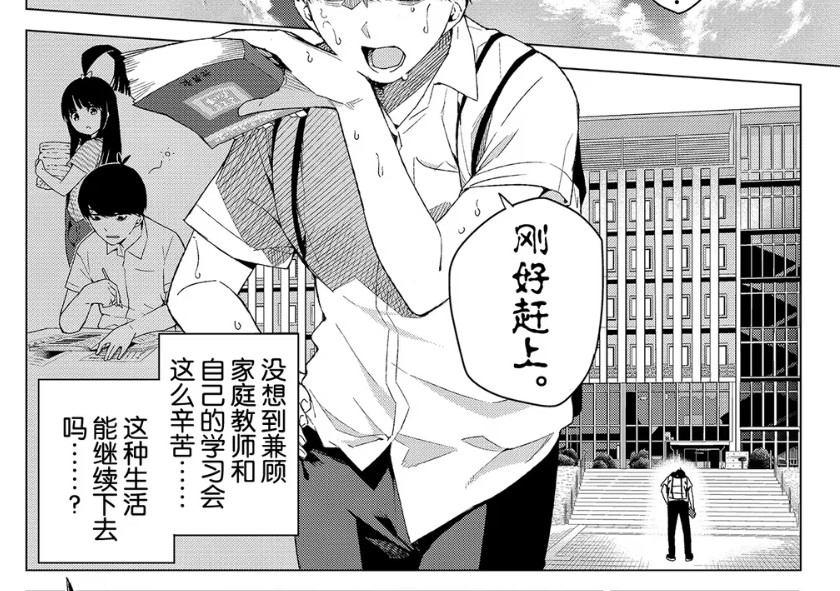 刚好赶上。
没想到兼顾
家庭教师和
自己的学习会
这么辛苦……
这种生活
能继续下去
吗……?